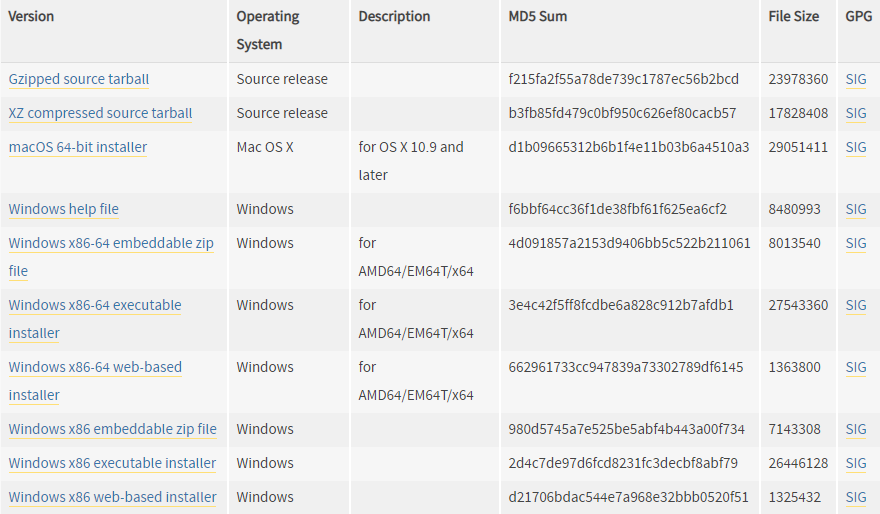 Version Operating Description MD5 Sum File Size GPG
System
Gzipped source tarball Source release f215fa2f55a78de739c1787ec56b2bcd 23978360 SIG
XZ compressed source tarball Source release b3fb85fd479c0bf950c626ef80cacb57 17828408 SIG
macOS 64-bit installer Mac OS X for OS X 10.9 and d1b09665312b6b1f4e11b03b6a4510a3 29051411 SIG
later
Windows help file Windows f6bbf64cc36f1de38fbf61f625ea6cf2 8480993 SIG
Windows x86-64 embeddable zip Windows for 4d091857a2153d9406bb5c522b211061 8013540 SIG
file AMD64/EM64T/x64
Windows x86-64 executable Windows for 3e4c42f5ff8fcdbe6a828c912b7afdb1 27543360 SIG
installer AMD64/EM64T/x64
Windows x86-64 web-based Windows for 662961733cc947839a73302789df6145 1363800 SIG
installer AMD64/EM64T/x64
Windows x86 embeddable zip file Windows 980d5745a7e525be5abf4b443a00f734 7143308 SIG
Windows x86 executable installer Windows 2d4c7de97d6fcd8231fc3decbf8abf79 26446128 SIG
Windows x86 web-based installer Windows d21706bdac544e7a968e32bbb0520f51 1325432 SIG